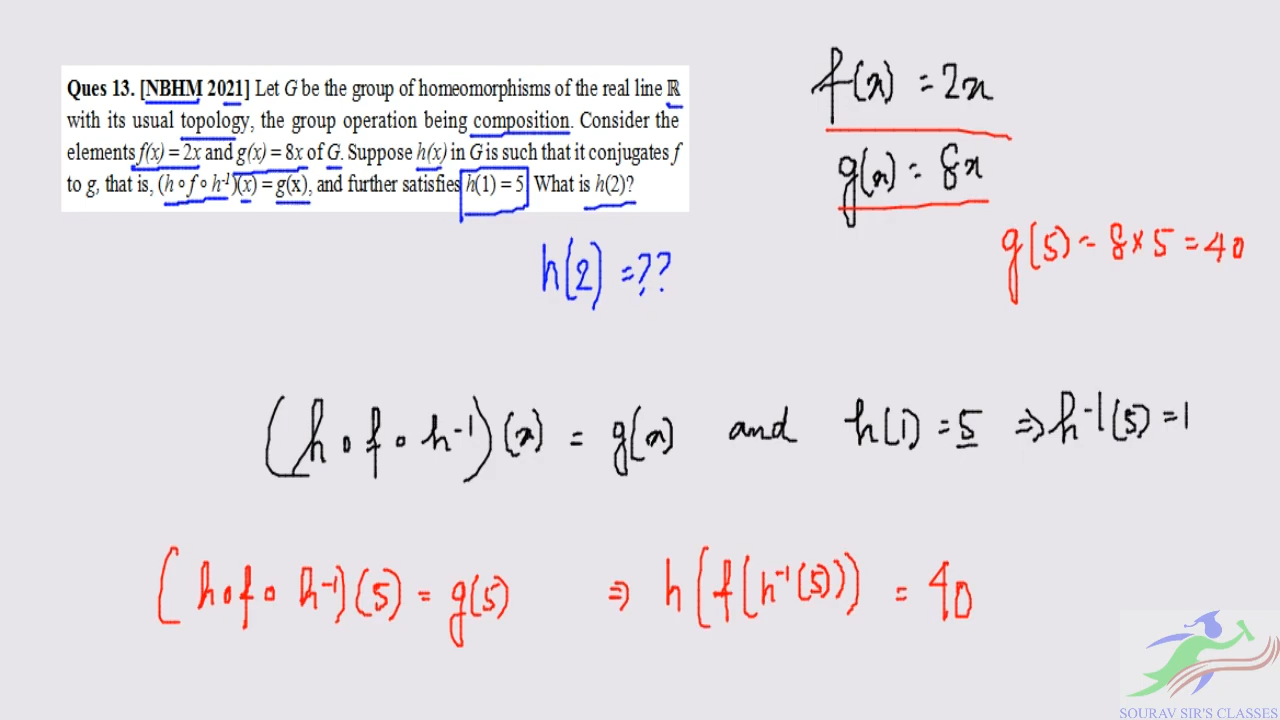 Ques 13. [NBHM 2021] Let G be the group of homeomorphisms of the real line ℝ
with its usual topology, the group operation being composition. Consider the
elements f(x) = 2x and g(x) = 8x of G. Suppose h(x) in G is such that it conjugates f
to g, that is, (h ∘ f ∘ h⁻¹)(x) = g(x), and further satisfies h(1) = 5. What is h(2)?
f(x) = 2x
g(x) = 8x
g(5) = 8 × 5 = 40
h(2) = ??
(h ∘ f ∘ h⁻¹)(x) = g(x) and h(1) = 5 ⇒ h⁻¹(5) = 1
(h ∘ f ∘ h⁻¹)(5) = g(5) ⇒ h(f(h⁻¹(5))) = 40
SOURAV SIR'S CLASSES